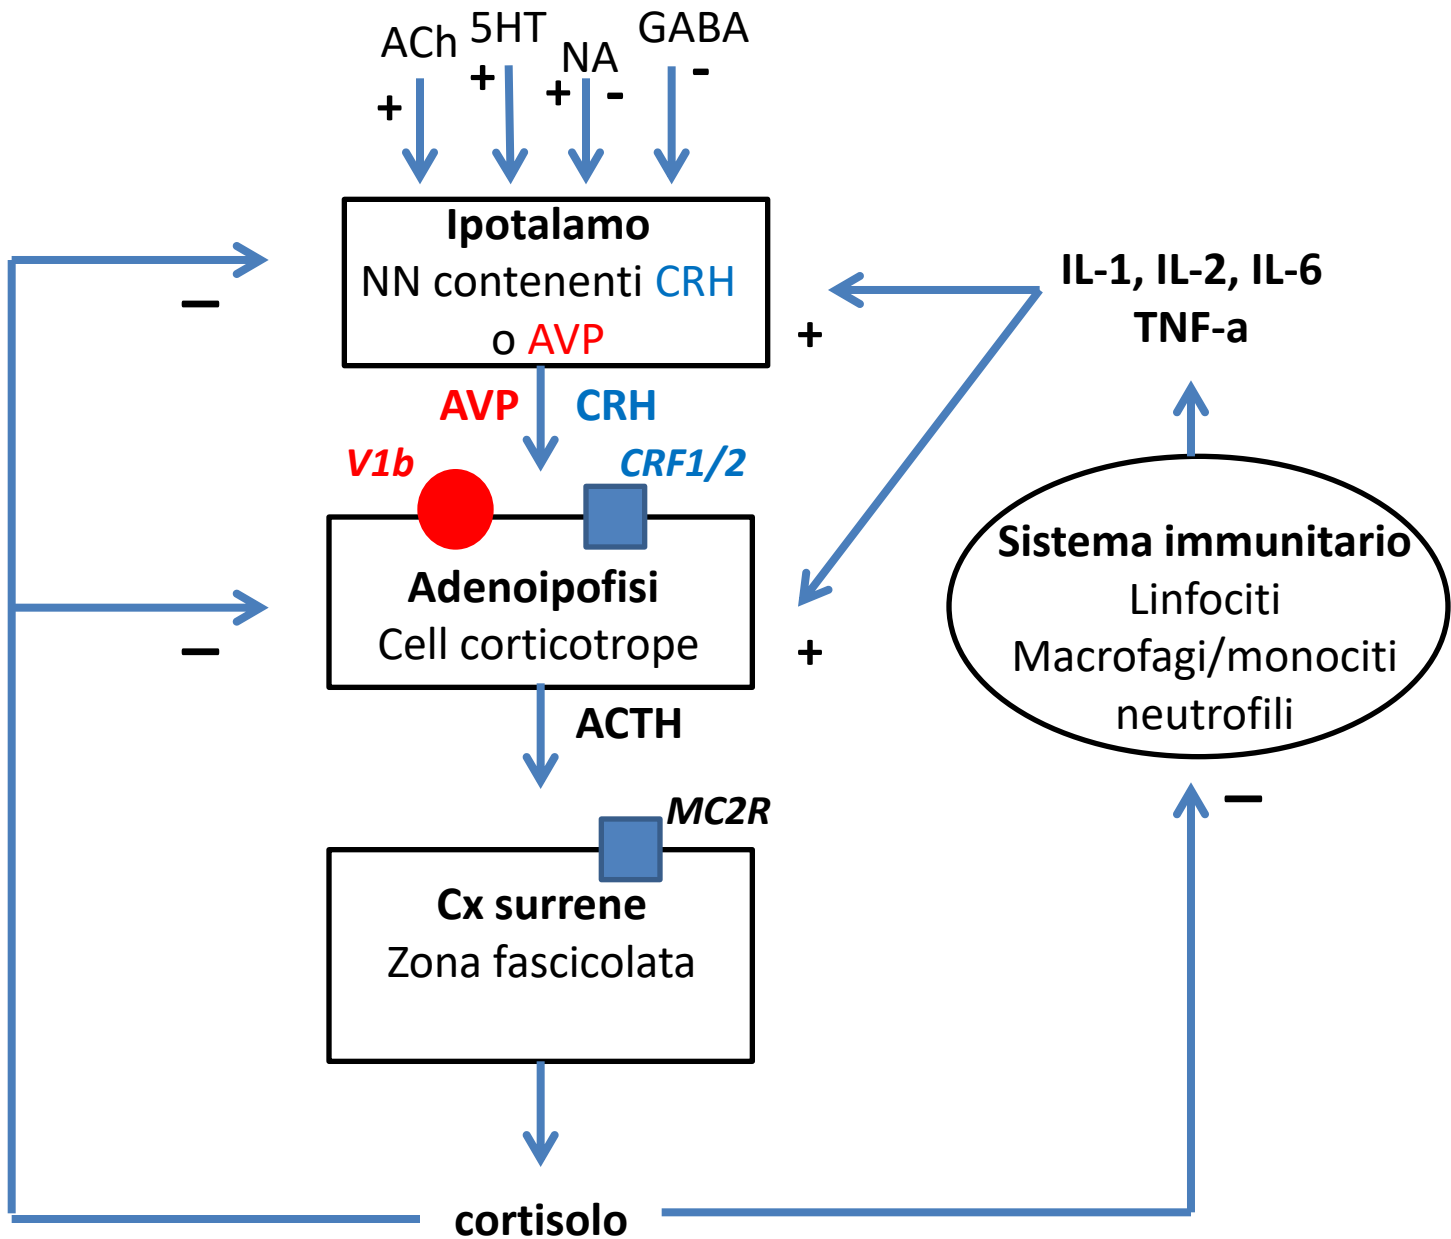 ACh 5HT NA GABA
+ + + - -
Ipotalamo
NN contenenti CRH
o AVP
–
+
IL-1, IL-2, IL-6
TNF-a
AVP CRH
V1b CRF1/2
Adenoipofisi
Cell corticotrope
–
+
Sistema immunitario
Linfociti
Macrofagi/monociti
neutrofili
ACTH
–
MC2R
Cx surrene
Zona fascicolata
cortisolo